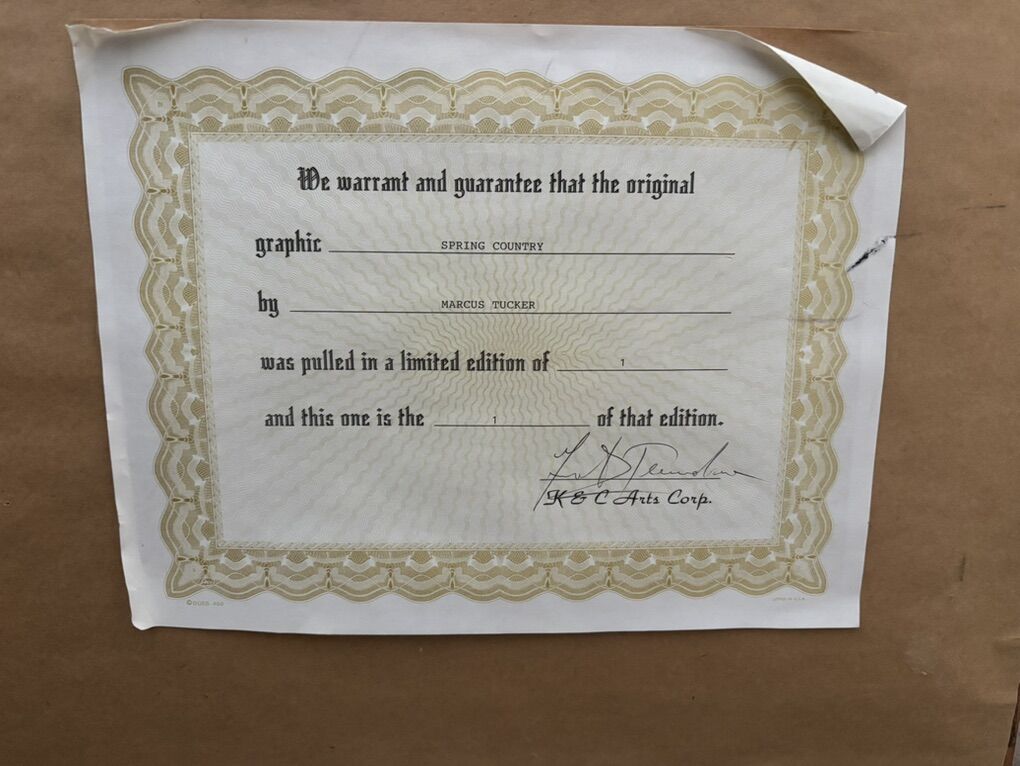 We warrant and guarantee that the original
graphic SPRING COUNTRY
by MARCUS TUCKER
was pulled in a limited edition of 1
and this one is the 1 of that edition.
K & C Arts Corp.
©GOES